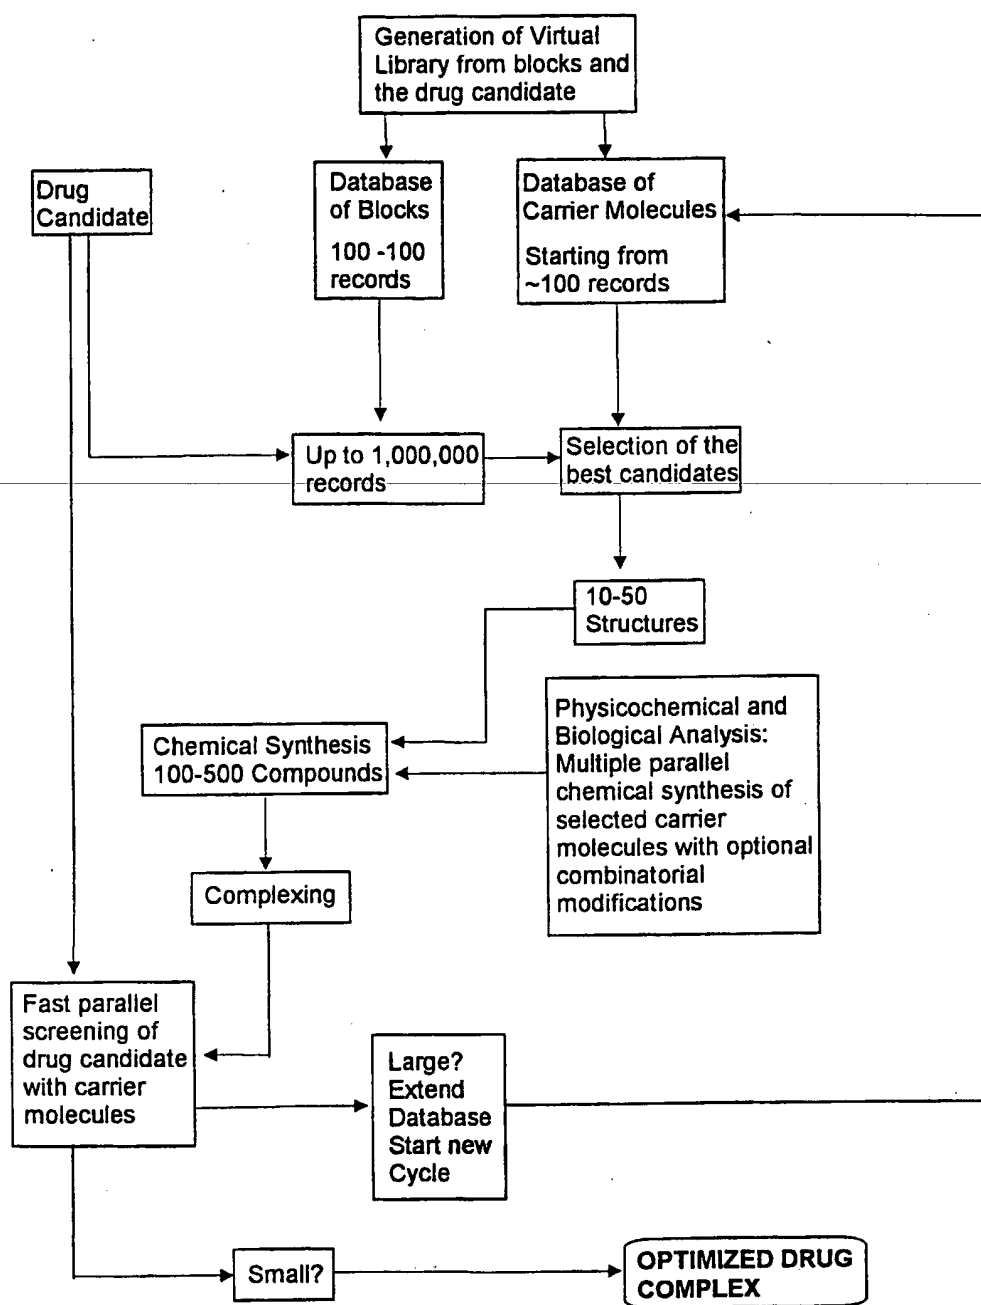 Generation of Virtual
Library from blocks and
the drug candidate
Drug
Candidate
Database
of Blocks
100 -100
records
Database of
Carrier Molecules
Starting from
~100 records
Up to 1,000,000
records
Selection of the
best candidates
10-50
Structures
Chemical Synthesis
100-500 Compounds
Physicochemical and
Biological Analysis:
Multiple parallel
chemical synthesis of
selected carrier
molecules with optional
combinatorial
modifications
Complexing
Fast parallel
screening of
drug candidate
with carrier
molecules
Large?
Extend
Database
Start new
Cycle
Small?
OPTIMIZED DRUG
COMPLEX